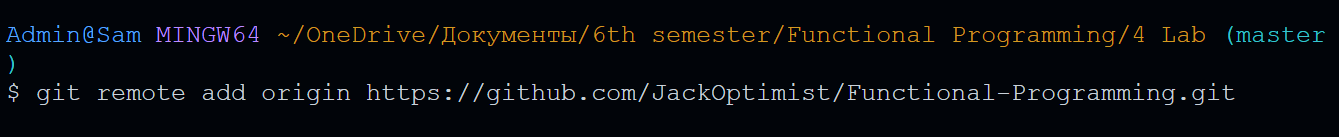 Admin@Sam MINGW64 ~/OneDrive/Документы/6th semester/Functional Programming/4 Lab (master
)
$ git remote add origin https://github.com/JackOptimist/Functional-Programming.git